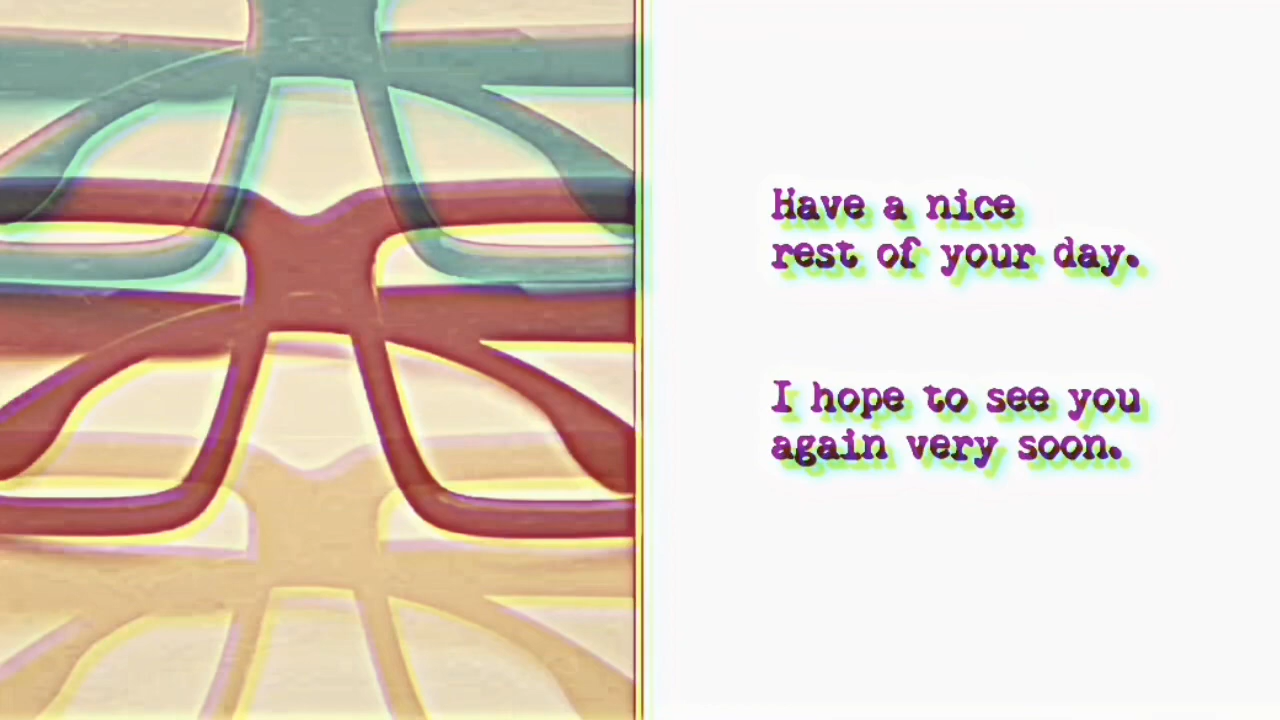 Have a nice
rest of your day.
I hope to see you
again very soon.